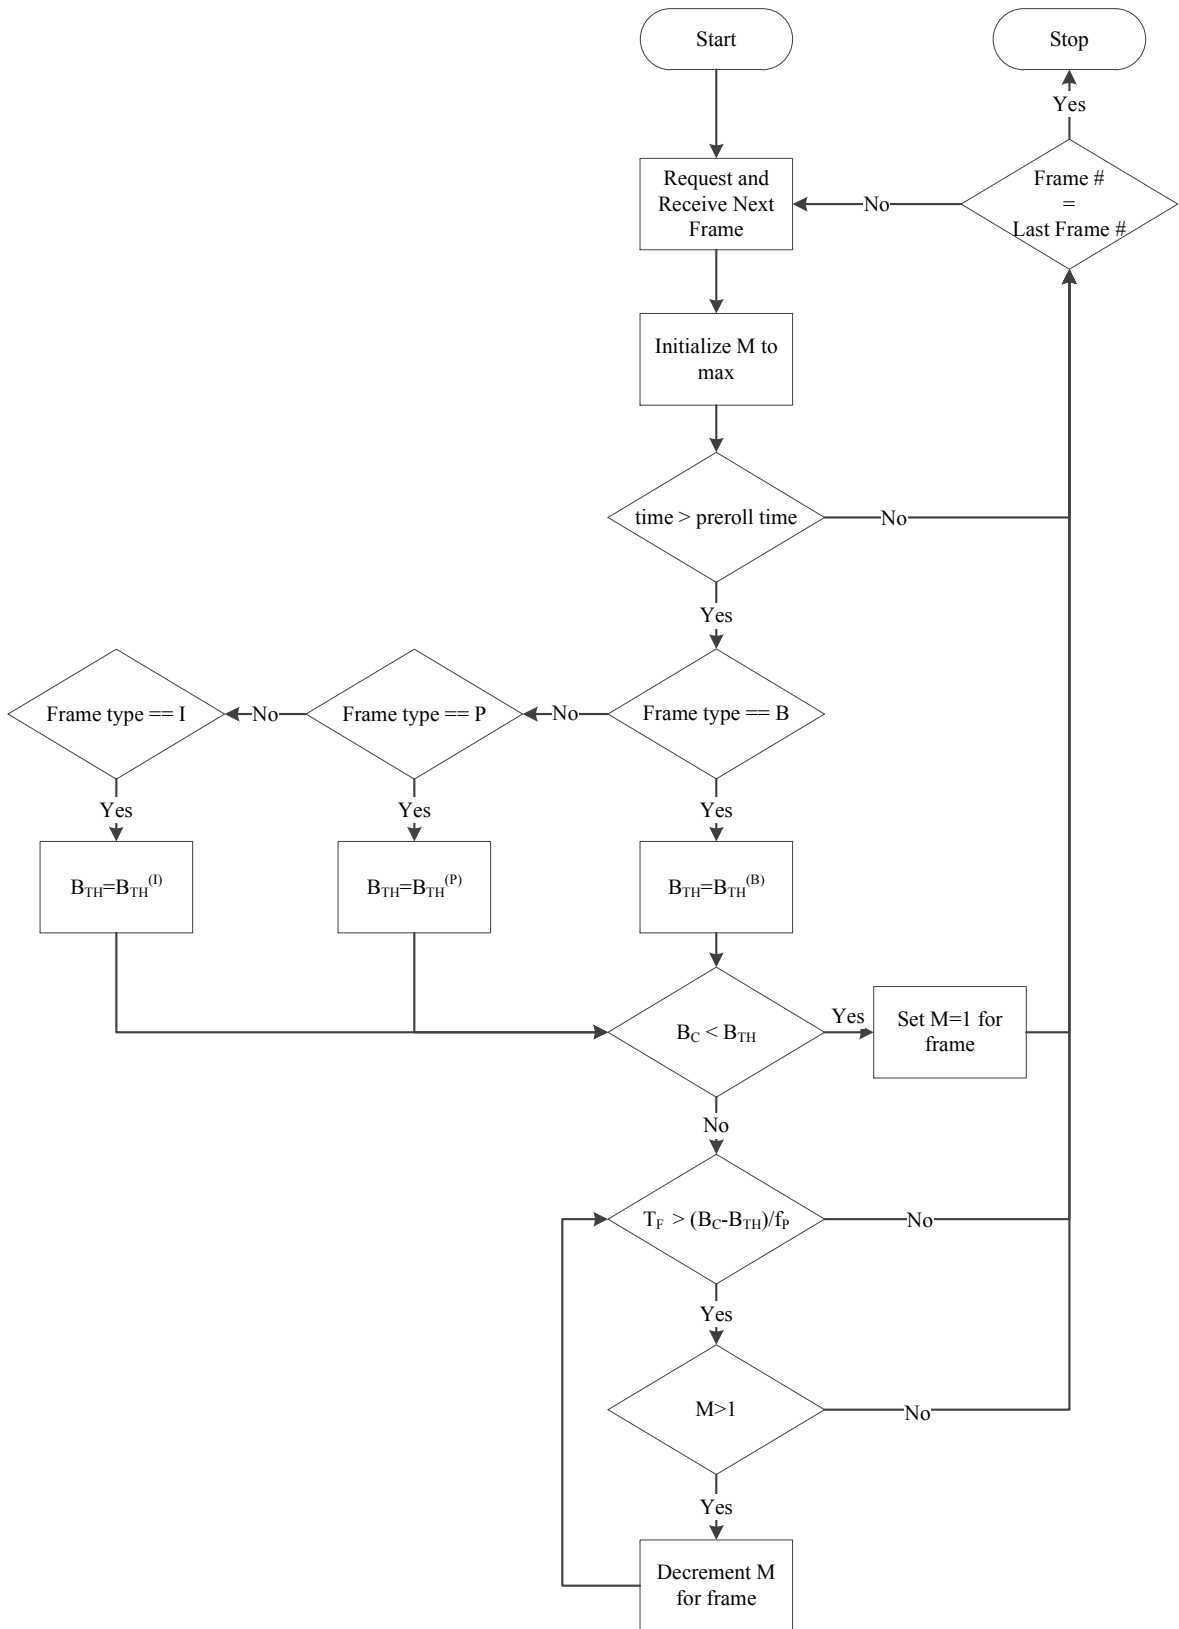 Start
Stop
Yes
Request and
Receive Next
Frame
No
Frame #
=
Last Frame #
Initialize M to
max
time > preroll time
No
Yes
Frame type == I
No
Frame type == P
No
Frame type == B
Yes
Yes
Yes
B_TH=B_TH^(I)
B_TH=B_TH^(P)
B_TH=B_TH^(B)
B_C < B_TH
Yes
Set M=1 for
frame
No
T_F > (B_C-B_TH)/f_P
No
Yes
M>1
No
Yes
Decrement M
for frame